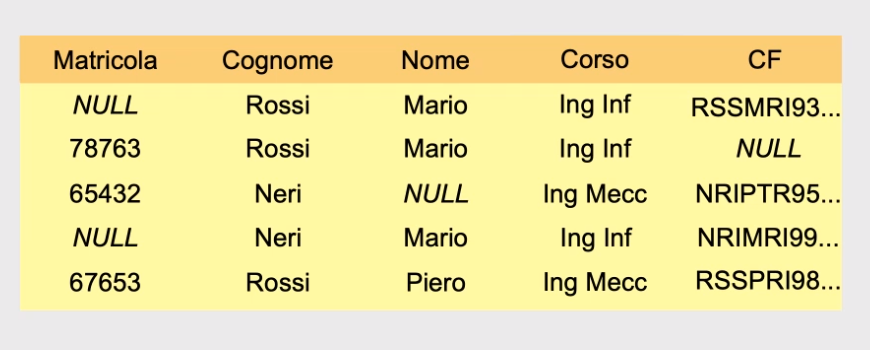 Matricola Cognome Nome Corso CF
NULL Rossi Mario Ing Inf RSSMRI93...
78763 Rossi Mario Ing Inf NULL
65432 Neri NULL Ing Mecc NRIPTR95...
NULL Neri Mario Ing Inf NRIMRI99...
67653 Rossi Piero Ing Mecc RSSPRI98...